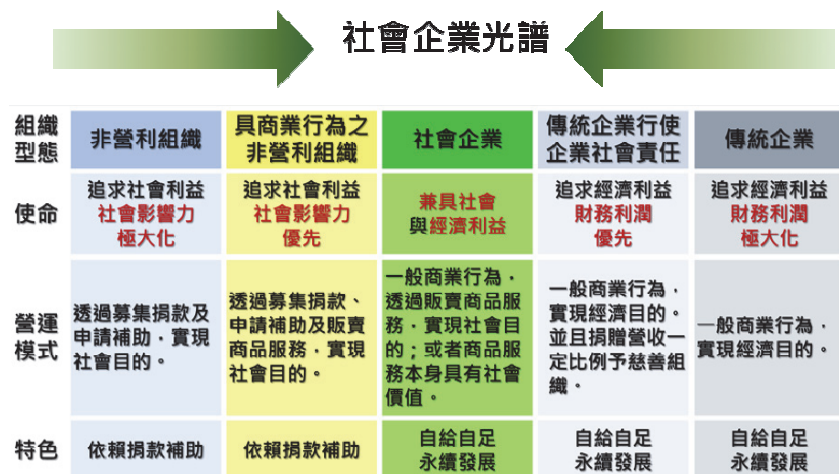 社會企業光譜
組織
型態
非營利組織
具商業行為之
非營利組織
社會企業
傳統企業行使
企業社會責任
傳統企業
使命
追求社會利益
社會影響力
極大化
追求社會利益
社會影響力
優先
兼具社會
與經濟利益
追求經濟利益
財務利潤
優先
追求經濟利益
財務利潤
極大化
營運
模式
透過募集捐款及
申請補助，實現
社會目的。
透過募集捐款、
申請補助及販賣
商品服務，實現
社會目的。
一般商業行為，
透過販賣商品服
務，實現社會目
的；或者商品服
務本身具有社會
價值。
一般商業行為，
實現經濟目的。
並且捐贈營收一
定比例予慈善組
織。
一般商業行為，
實現經濟目的。
特色
依賴捐款補助
依賴捐款補助
自給自足
永續發展
自給自足
永續發展
自給自足
永續發展